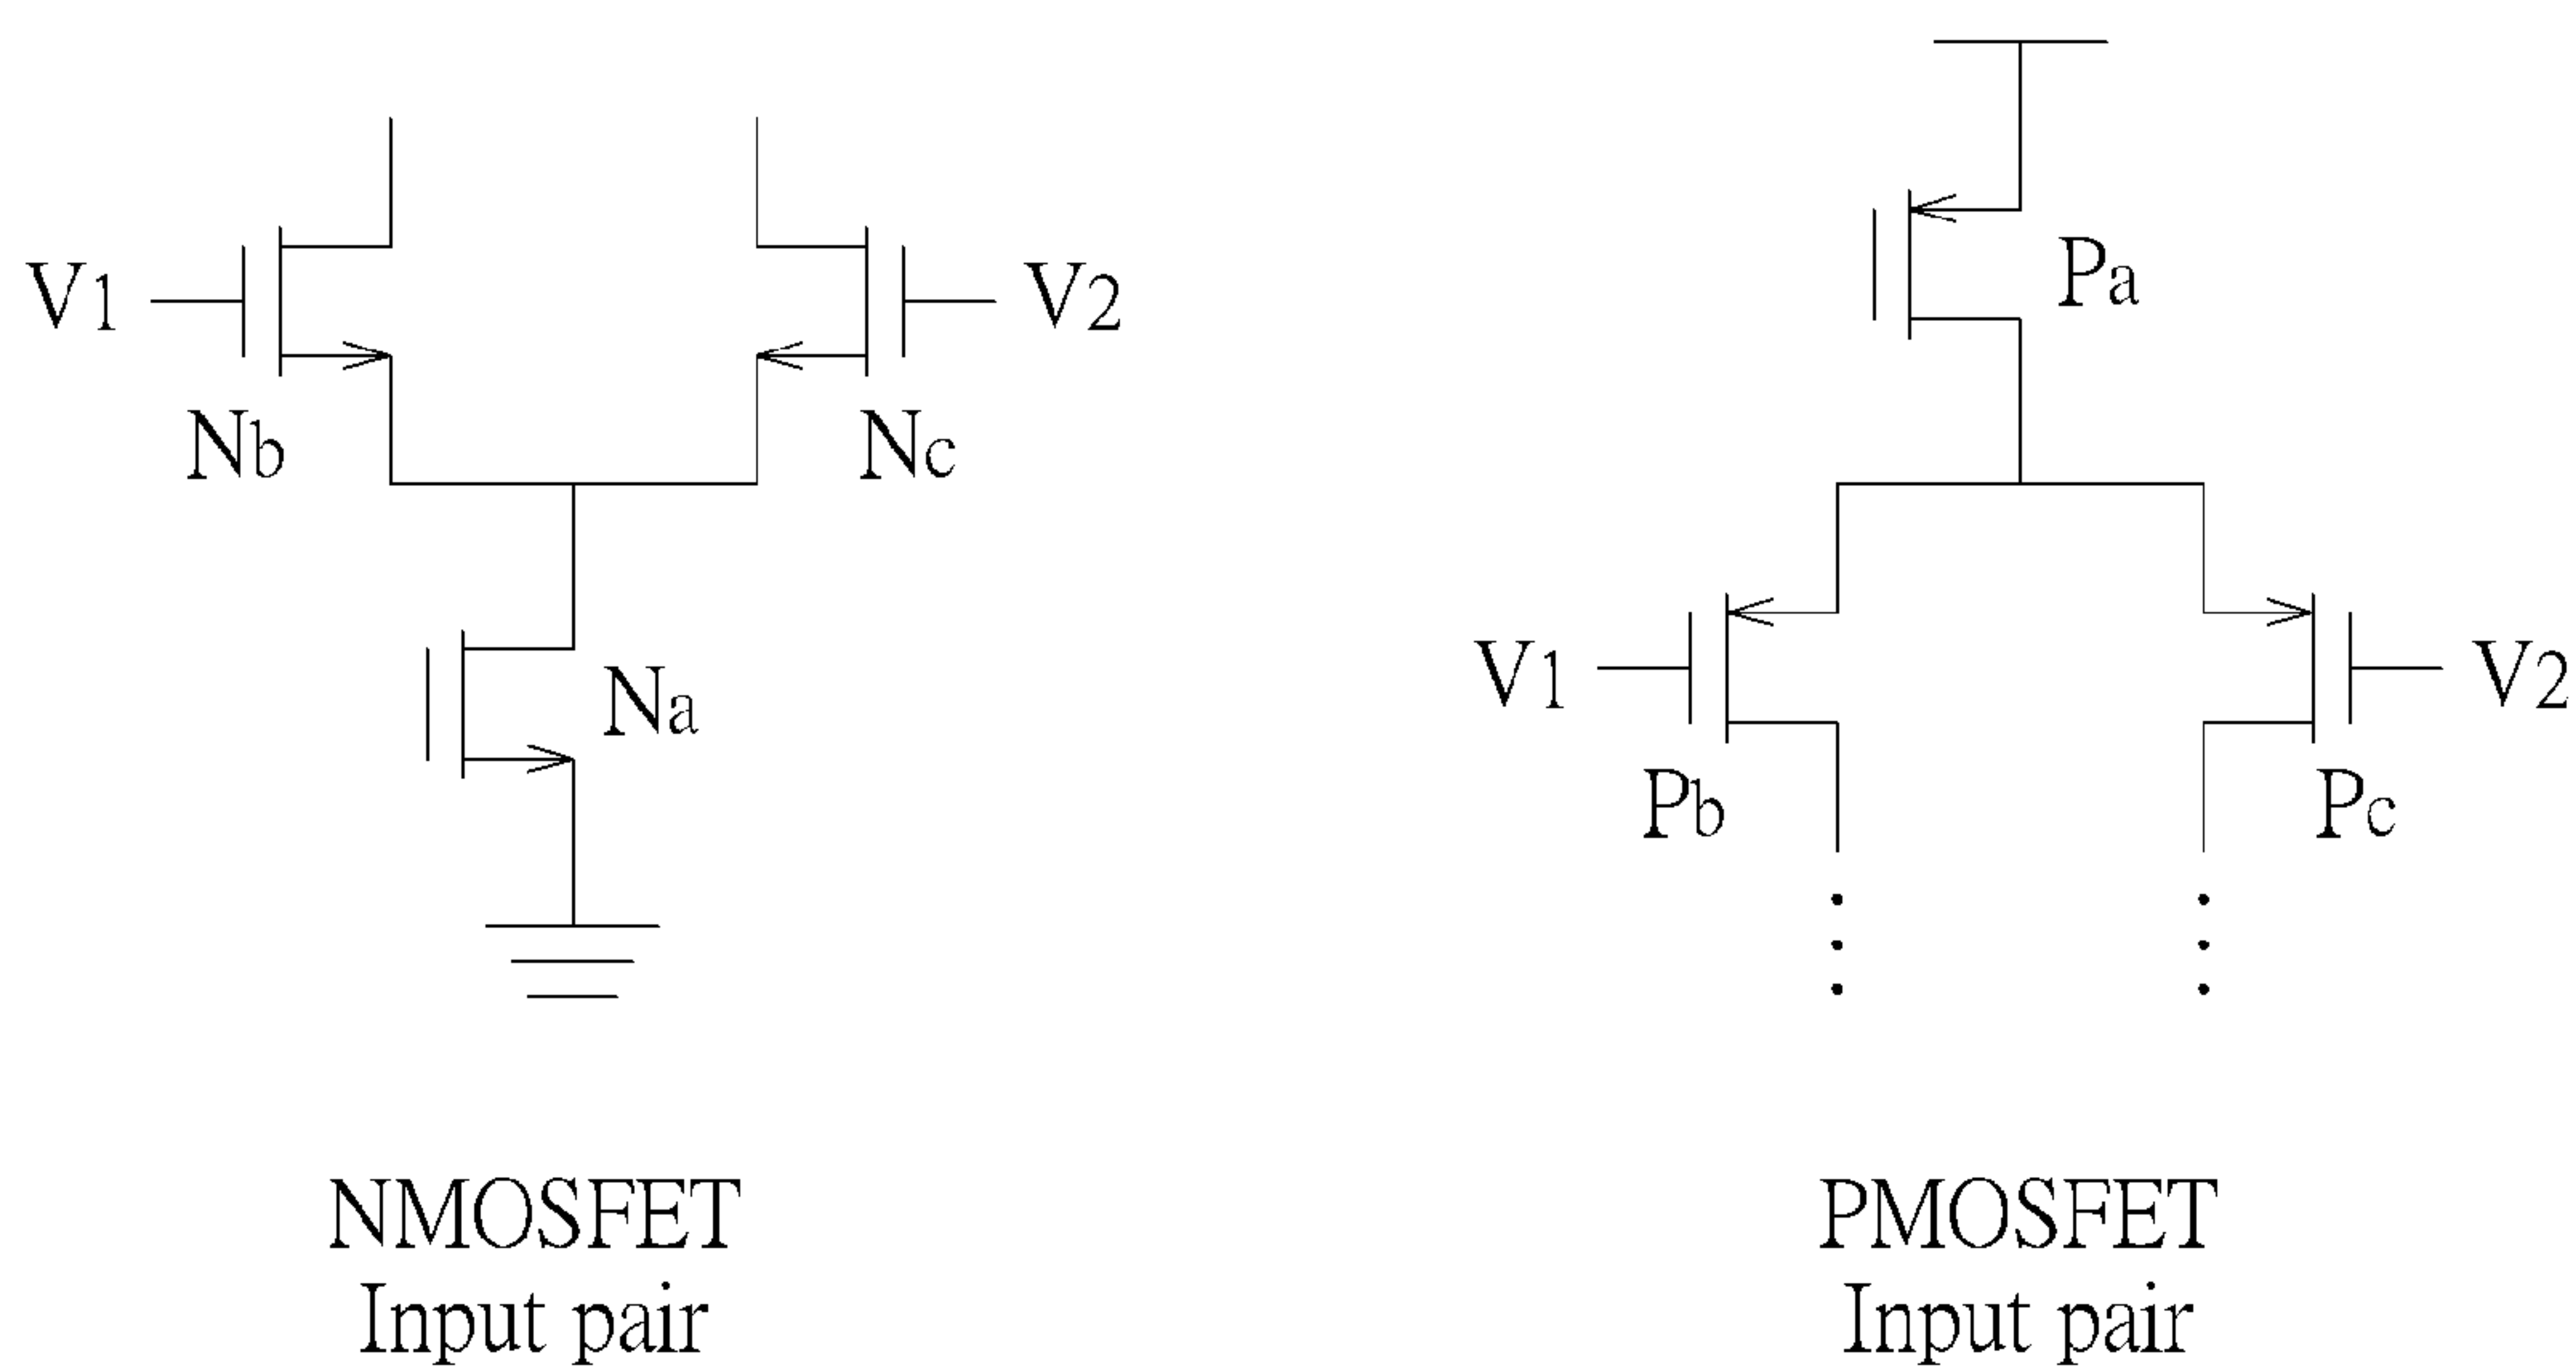 V1
Nb
Nc
V2
Na
Pa
V1
Pb
Pc
V2
NMOSFET
Input pair
PMOSFET
Input pair